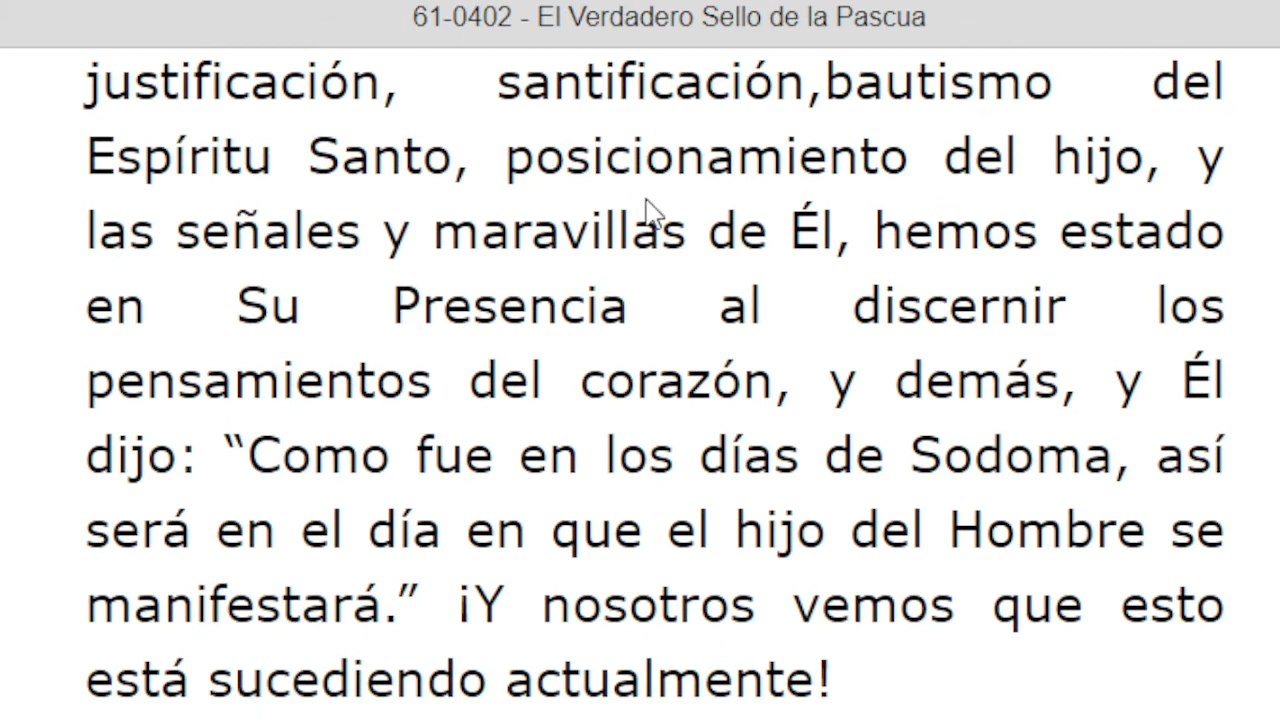 61-0402 - El Verdadero Sello de la Pascua
justificación, santificación,bautismo del
Espíritu Santo, posicionamiento del hijo, y
las señales y maravillas de Él, hemos estado
en Su Presencia al discernir los
pensamientos del corazón, y demás, y Él
dijo: “Como fue en los días de Sodoma, así
será en el día en que el hijo del Hombre se
manifestará.” ¡Y nosotros vemos que esto
está sucediendo actualmente!